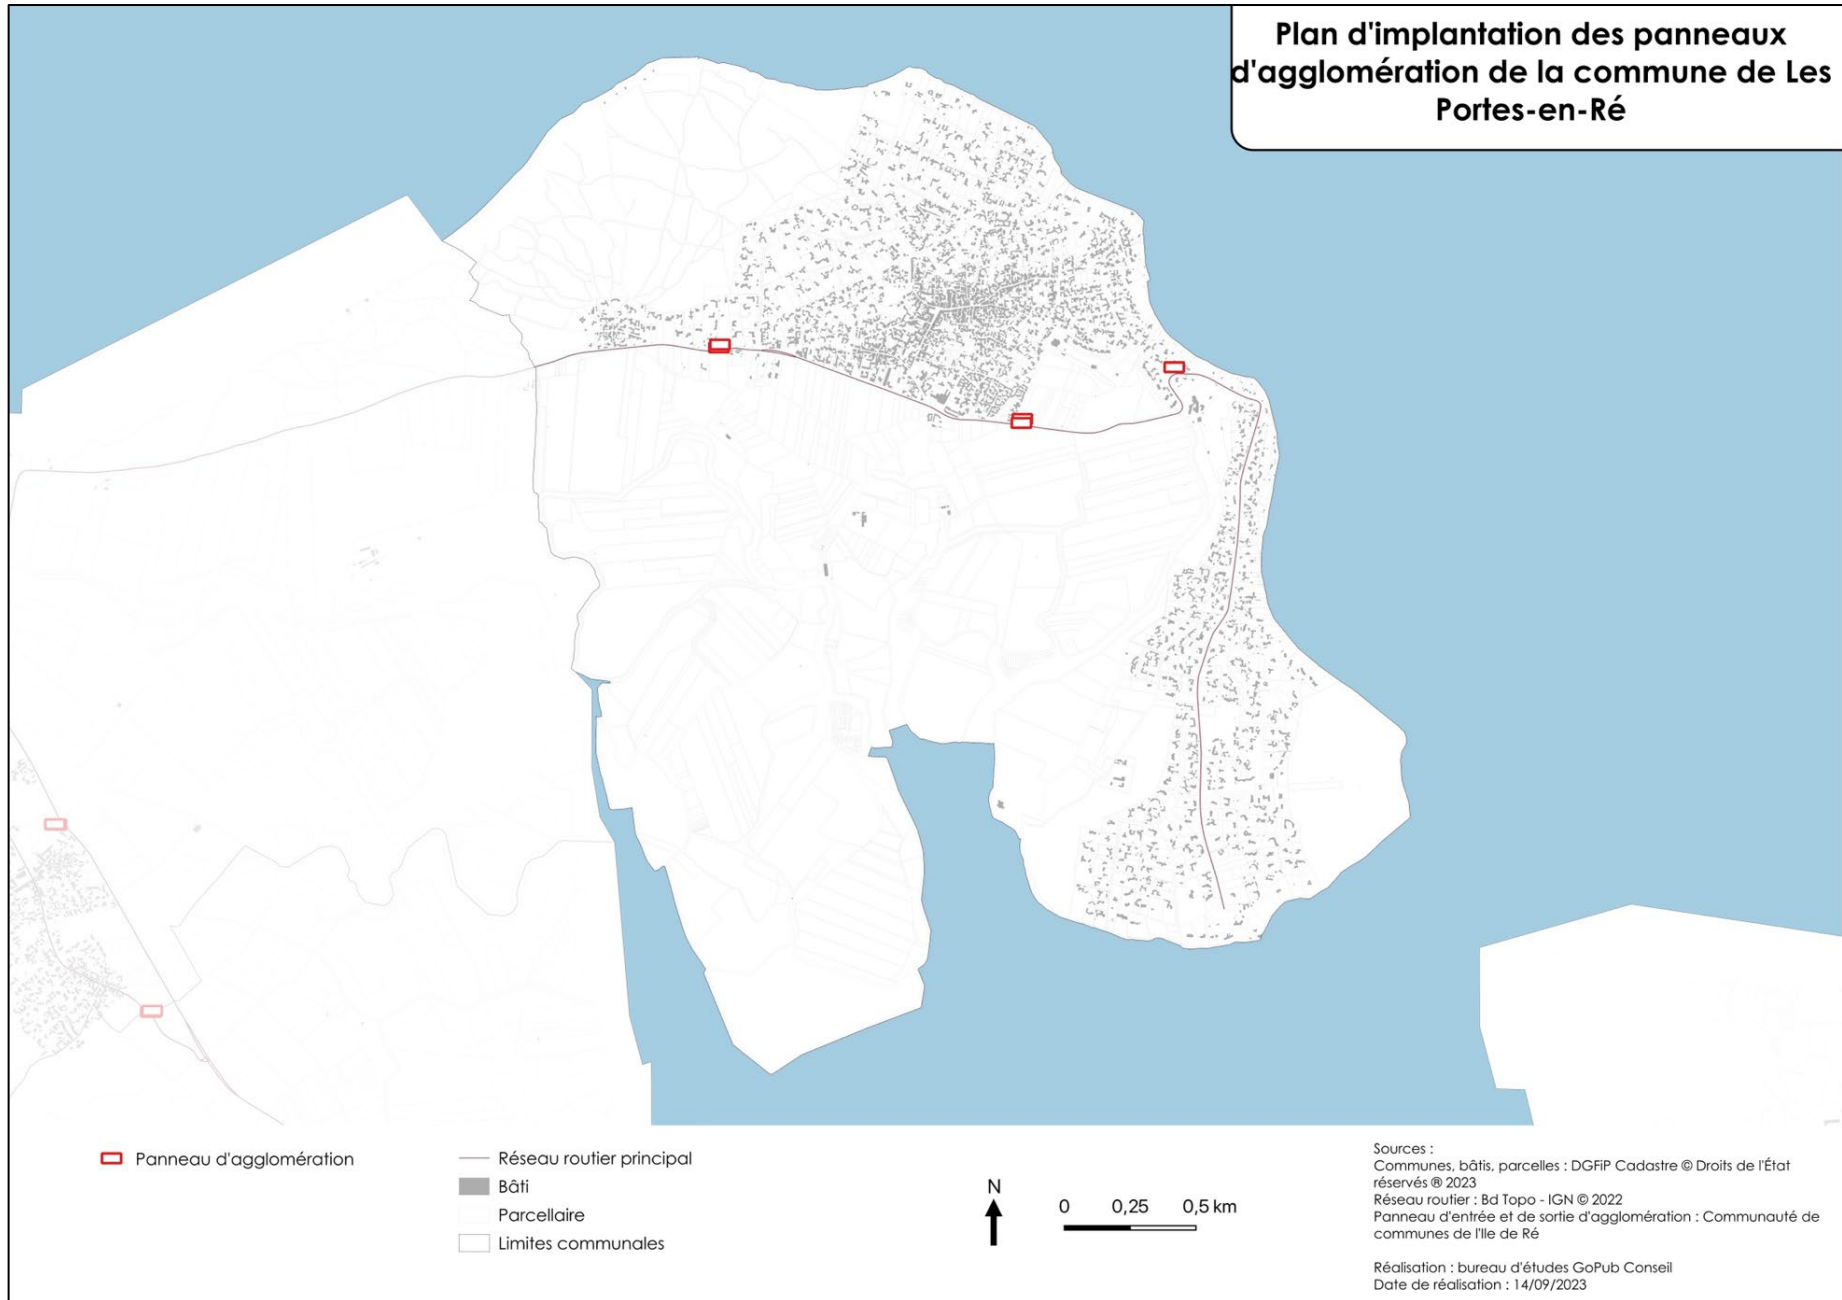 Plan d'implantation des panneaux
d'agglomération de la commune de Les
Portes-en-Ré
Panneau d'agglomération
Réseau routier principal
Bâti
Parcellaire
Limites communales
N
0 0,25 0,5 km
Sources :
Communes, bâtis, parcelles : DGFiP Cadastre © Droits de l'État
réservés ® 2023
Réseau routier : Bd Topo - IGN © 2022
Panneau d'entrée et de sortie d'agglomération : Communauté de
communes de l'Ile de Ré
Réalisation : bureau d'études GoPub Conseil
Date de réalisation : 14/09/2023